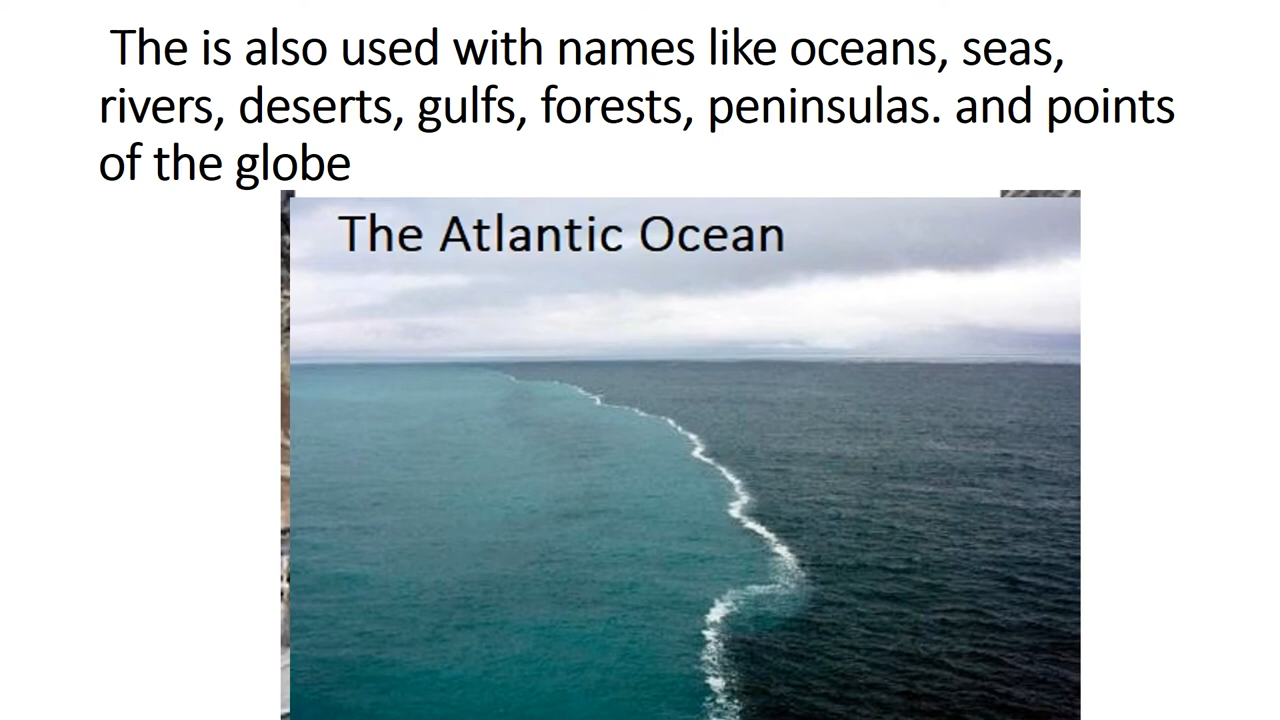 The is also used with names like oceans, seas,
rivers, deserts, gulfs, forests, peninsulas. and points
of the globe
The Atlantic Ocean